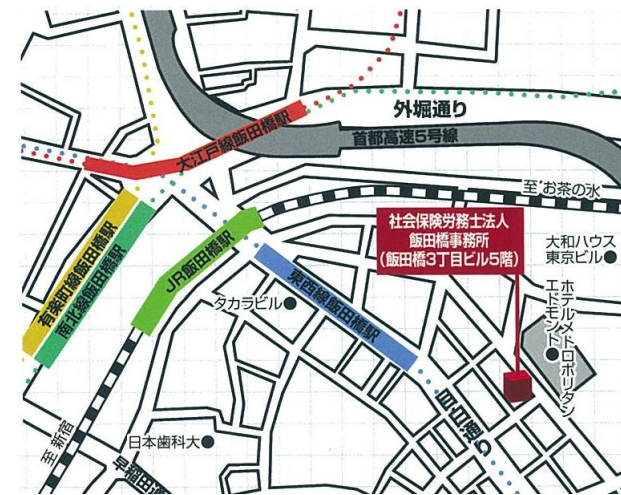 外堀通り
大江戸線飯田橋駅
首都高速5号線
至 お茶の水
社会保険労務士法人
飯田橋事務所
(飯田橋3丁目ビル5階)
大和ハウス
東京ビル
有楽町線飯田橋駅
南北線飯田橋駅
JR飯田橋駅
東西線飯田橋駅
タカラビル
ホテルメトロポリタン
エドモント
目白通り
至 新宿
日本歯科大
早稲田通